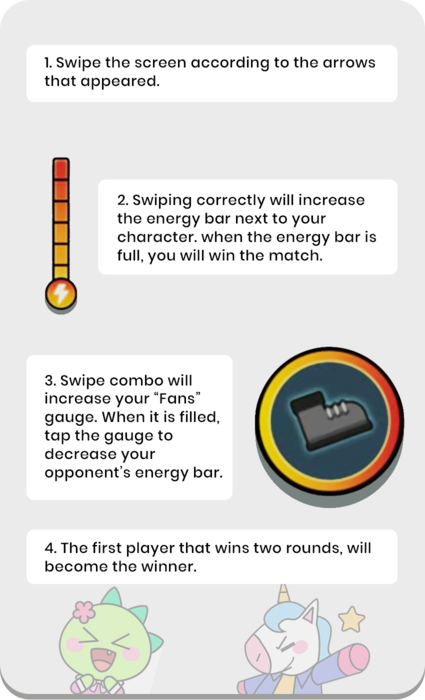 1. Swipe the screen according to the arrows
that appeared.
2. Swiping correctly will increase
the energy bar next to your
character. when the energy bar is
full, you will win the match.
3. Swipe combo will
increase your “Fans”
gauge. When it is filled,
tap the gauge to
decrease your
opponent’s energy bar.
4. The first player that wins two rounds, will
become the winner.